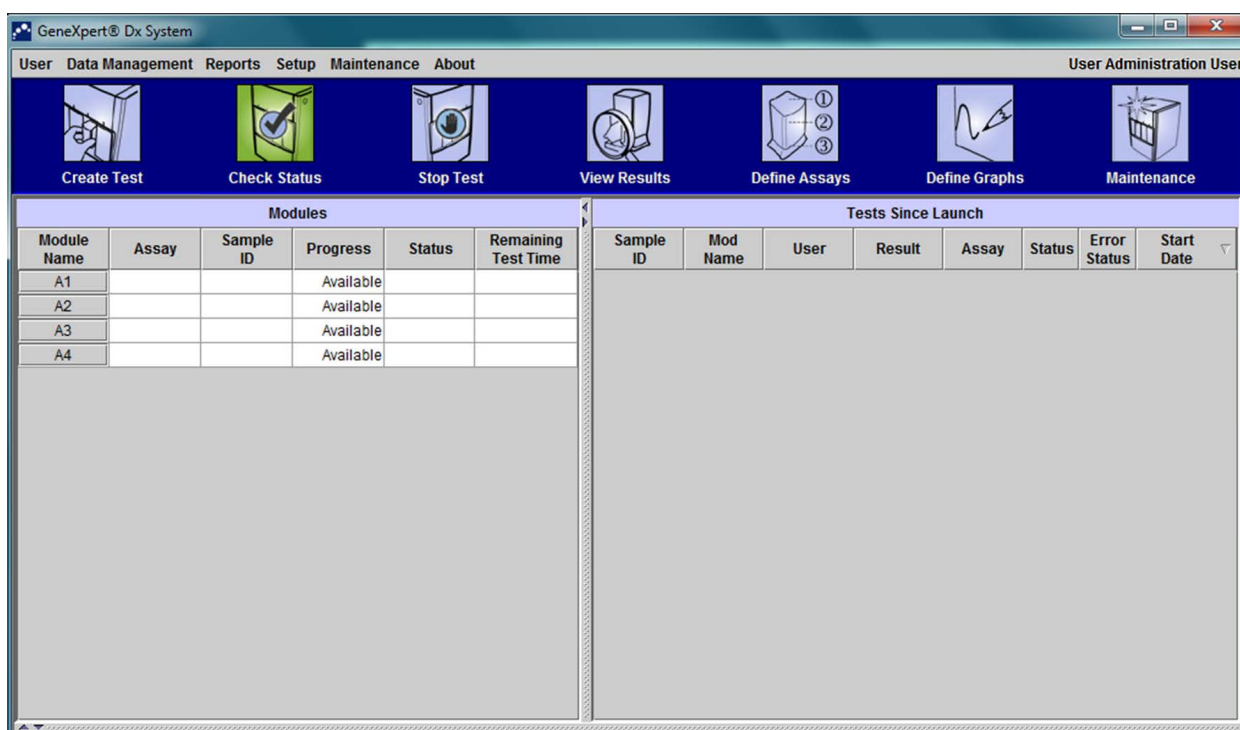 GeneXpert® Dx System
User Data Management Reports Setup Maintenance About User Administration User
① ② ③
Create Test Check Status Stop Test View Results Define Assays Define Graphs Maintenance
Modules
Module Name Assay Sample ID Progress Status Remaining Test Time
A1 Available
A2 Available
A3 Available
A4 Available
Tests Since Launch
Sample ID Mod Name User Result Assay Status Error Status Start Date